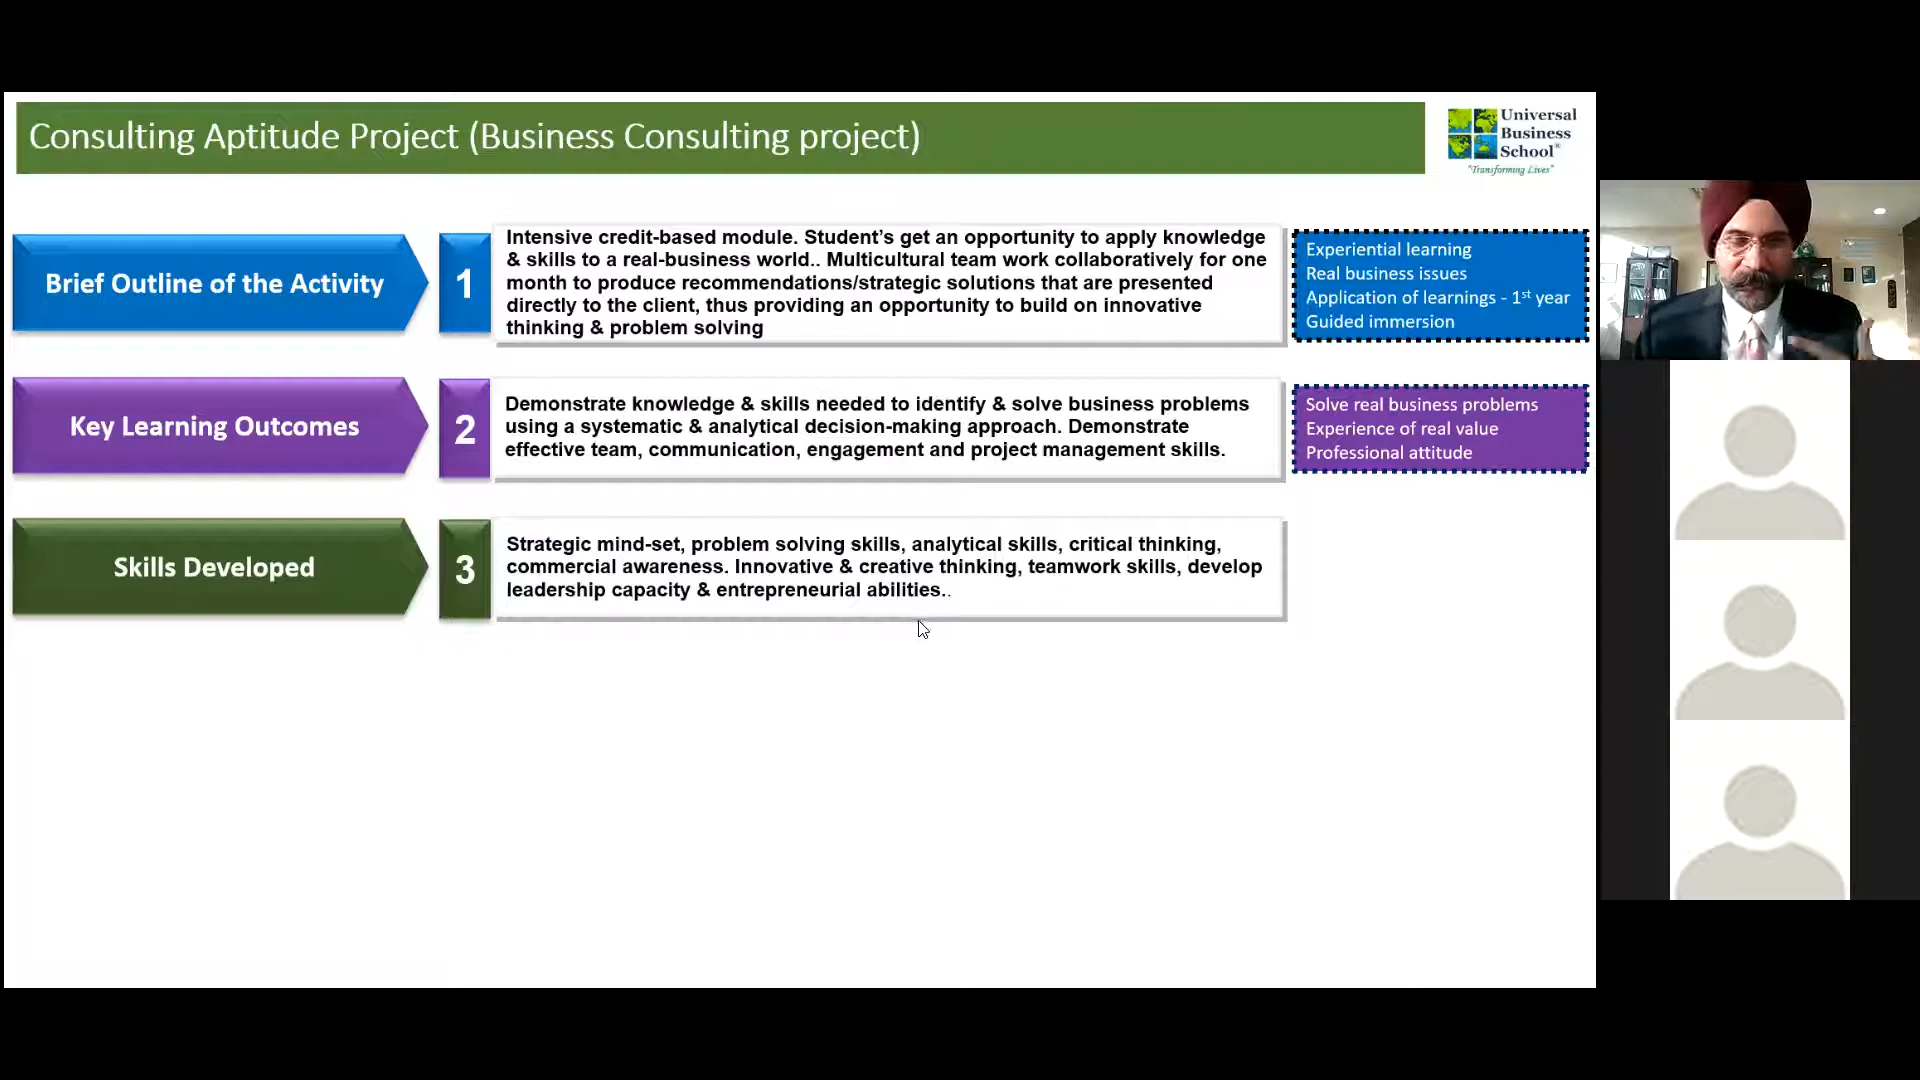 Consulting Aptitude Project (Business Consulting project)
Universal
Business
School®
"Transforming Lives"
Brief Outline of the Activity
1
Intensive credit-based module. Student’s get an opportunity to apply knowledge
& skills to a real-business world.. Multicultural team work collaboratively for one
month to produce recommendations/strategic solutions that are presented
directly to the client, thus providing an opportunity to build on innovative
thinking & problem solving
Experiential learning
Real business issues
Application of learnings - 1st year
Guided immersion
Key Learning Outcomes
2
Demonstrate knowledge & skills needed to identify & solve business problems
using a systematic & analytical decision-making approach. Demonstrate
effective team, communication, engagement and project management skills.
Solve real business problems
Experience of real value
Professional attitude
Skills Developed
3
Strategic mind-set, problem solving skills, analytical skills, critical thinking,
commercial awareness. Innovative & creative thinking, teamwork skills, develop
leadership capacity & entrepreneurial abilities..